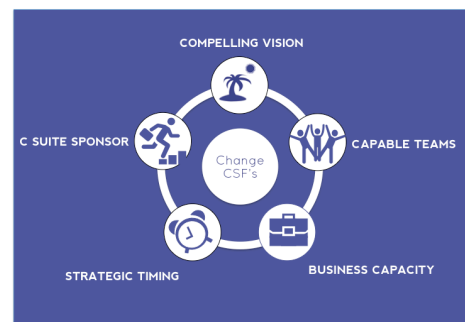 COMPELLING VISION
C SUITE SPONSOR
CAPABLE TEAMS
Change
CSF's
STRATEGIC TIMING
BUSINESS CAPACITY